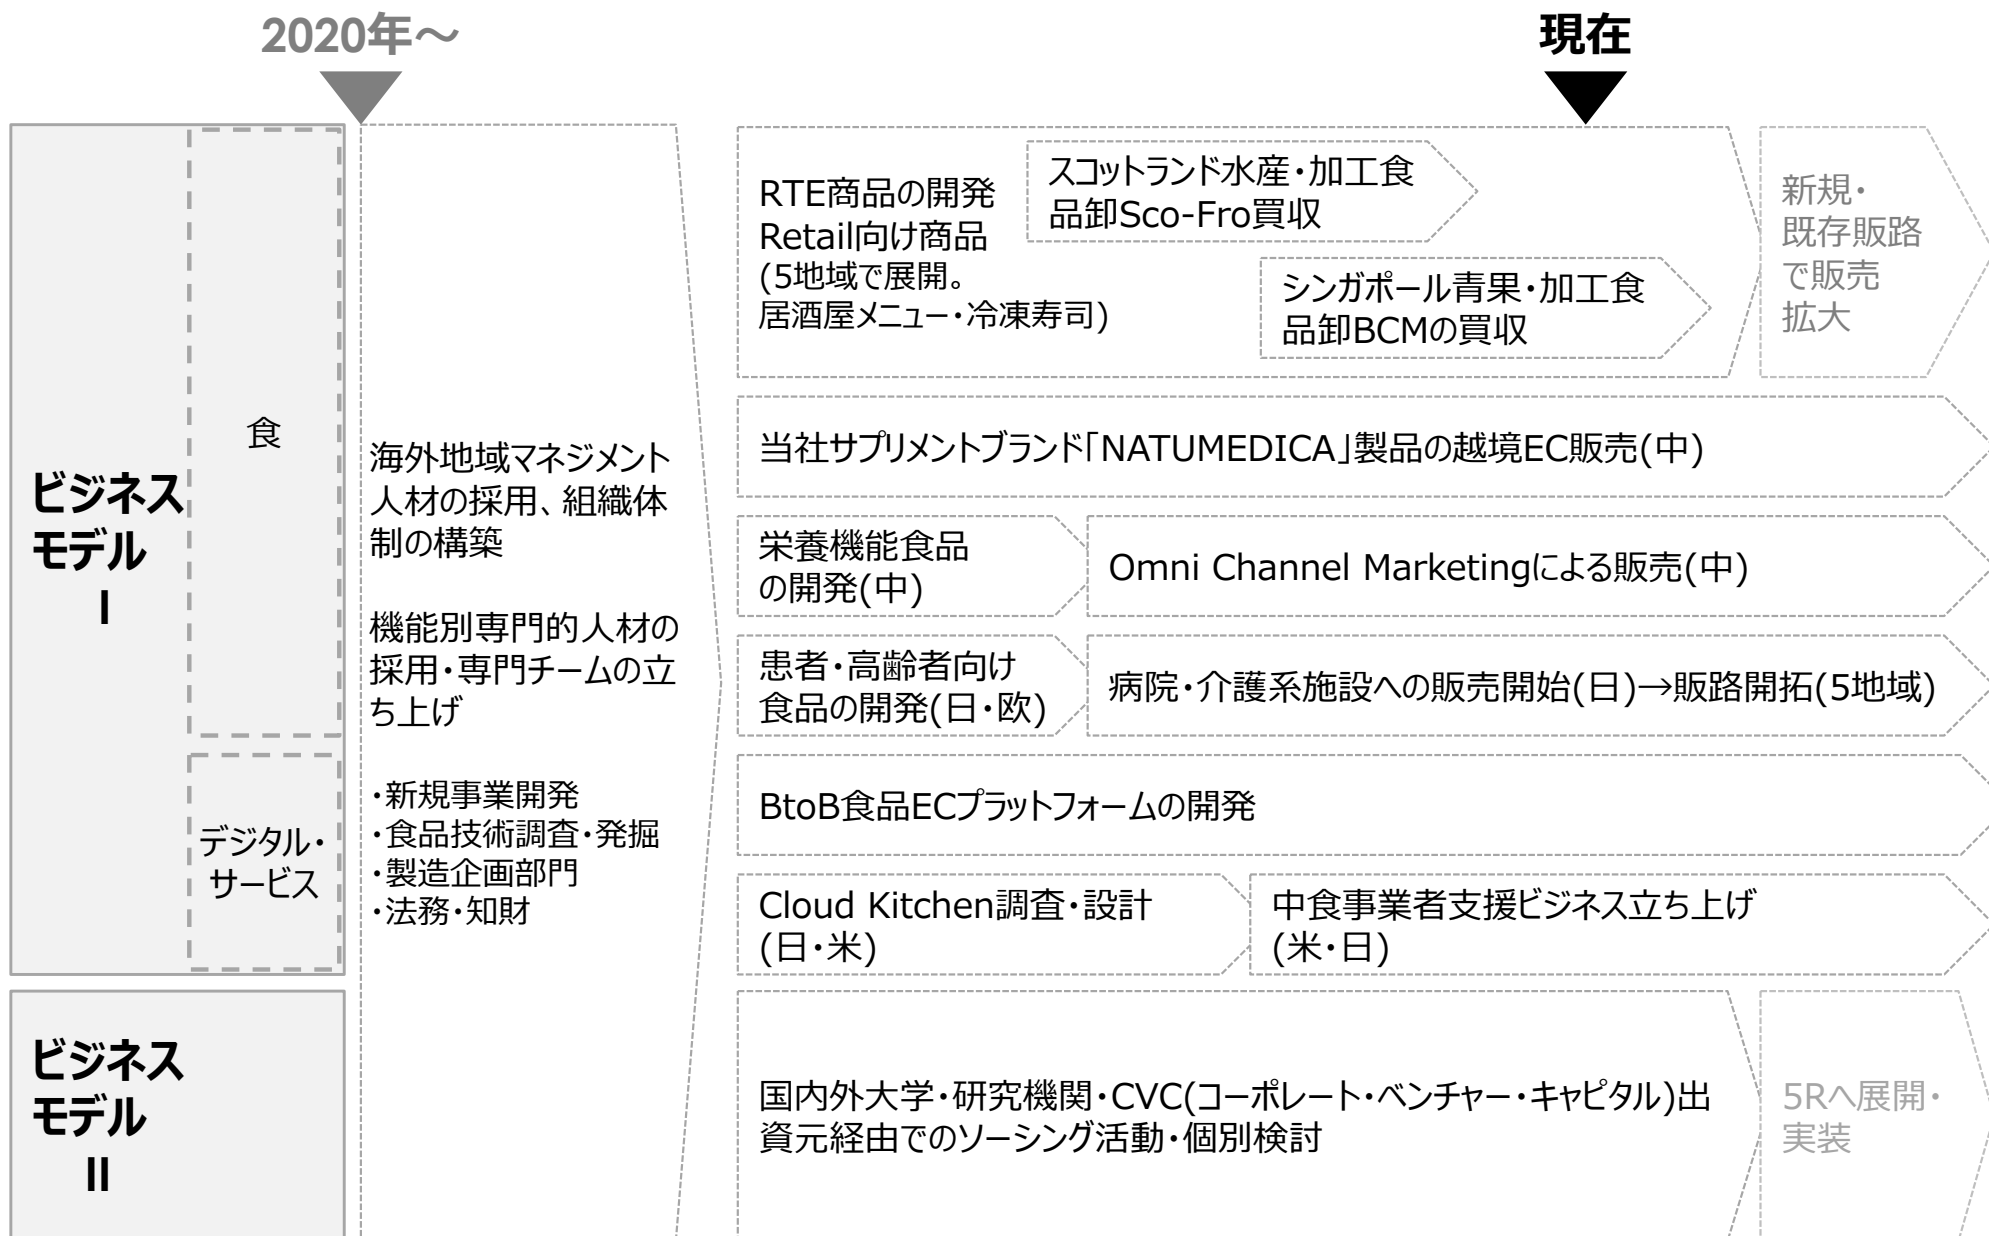 2020年～
現在
ビジネス
モデル
I
食
デジタル・
サービス
海外地域マネジメント
人材の採用、組織体
制の構築
機能別専門的人材の
採用・専門チームの立
ち上げ
・新規事業開発
・食品技術調査・発掘
・製造企画部門
・法務・知財
RTE商品の開発
Retail向け商品
(5地域で展開。
居酒屋メニュー・冷凍寿司)
スコットランド水産・加工食
品卸Sco-Fro買収
シンガポール青果・加工食
品卸BCMの買収
新規・
既存販路
で販売
拡大
当社サプリメントブランド「NATUMEDICA」製品の越境EC販売(中)
栄養機能食品
の開発(中)
Omni Channel Marketingによる販売(中)
患者・高齢者向け
食品の開発(日・欧)
病院・介護系施設への販売開始(日)→販路開拓(5地域)
BtoB食品ECプラットフォームの開発
Cloud Kitchen調査・設計
(日・米)
中食事業者支援ビジネス立ち上げ
(米・日)
ビジネス
モデル
II
国内外大学・研究機関・CVC(コーポレート・ベンチャー・キャピタル)出
資元経由でのソーシング活動・個別検討
5Rへ展開・
実装